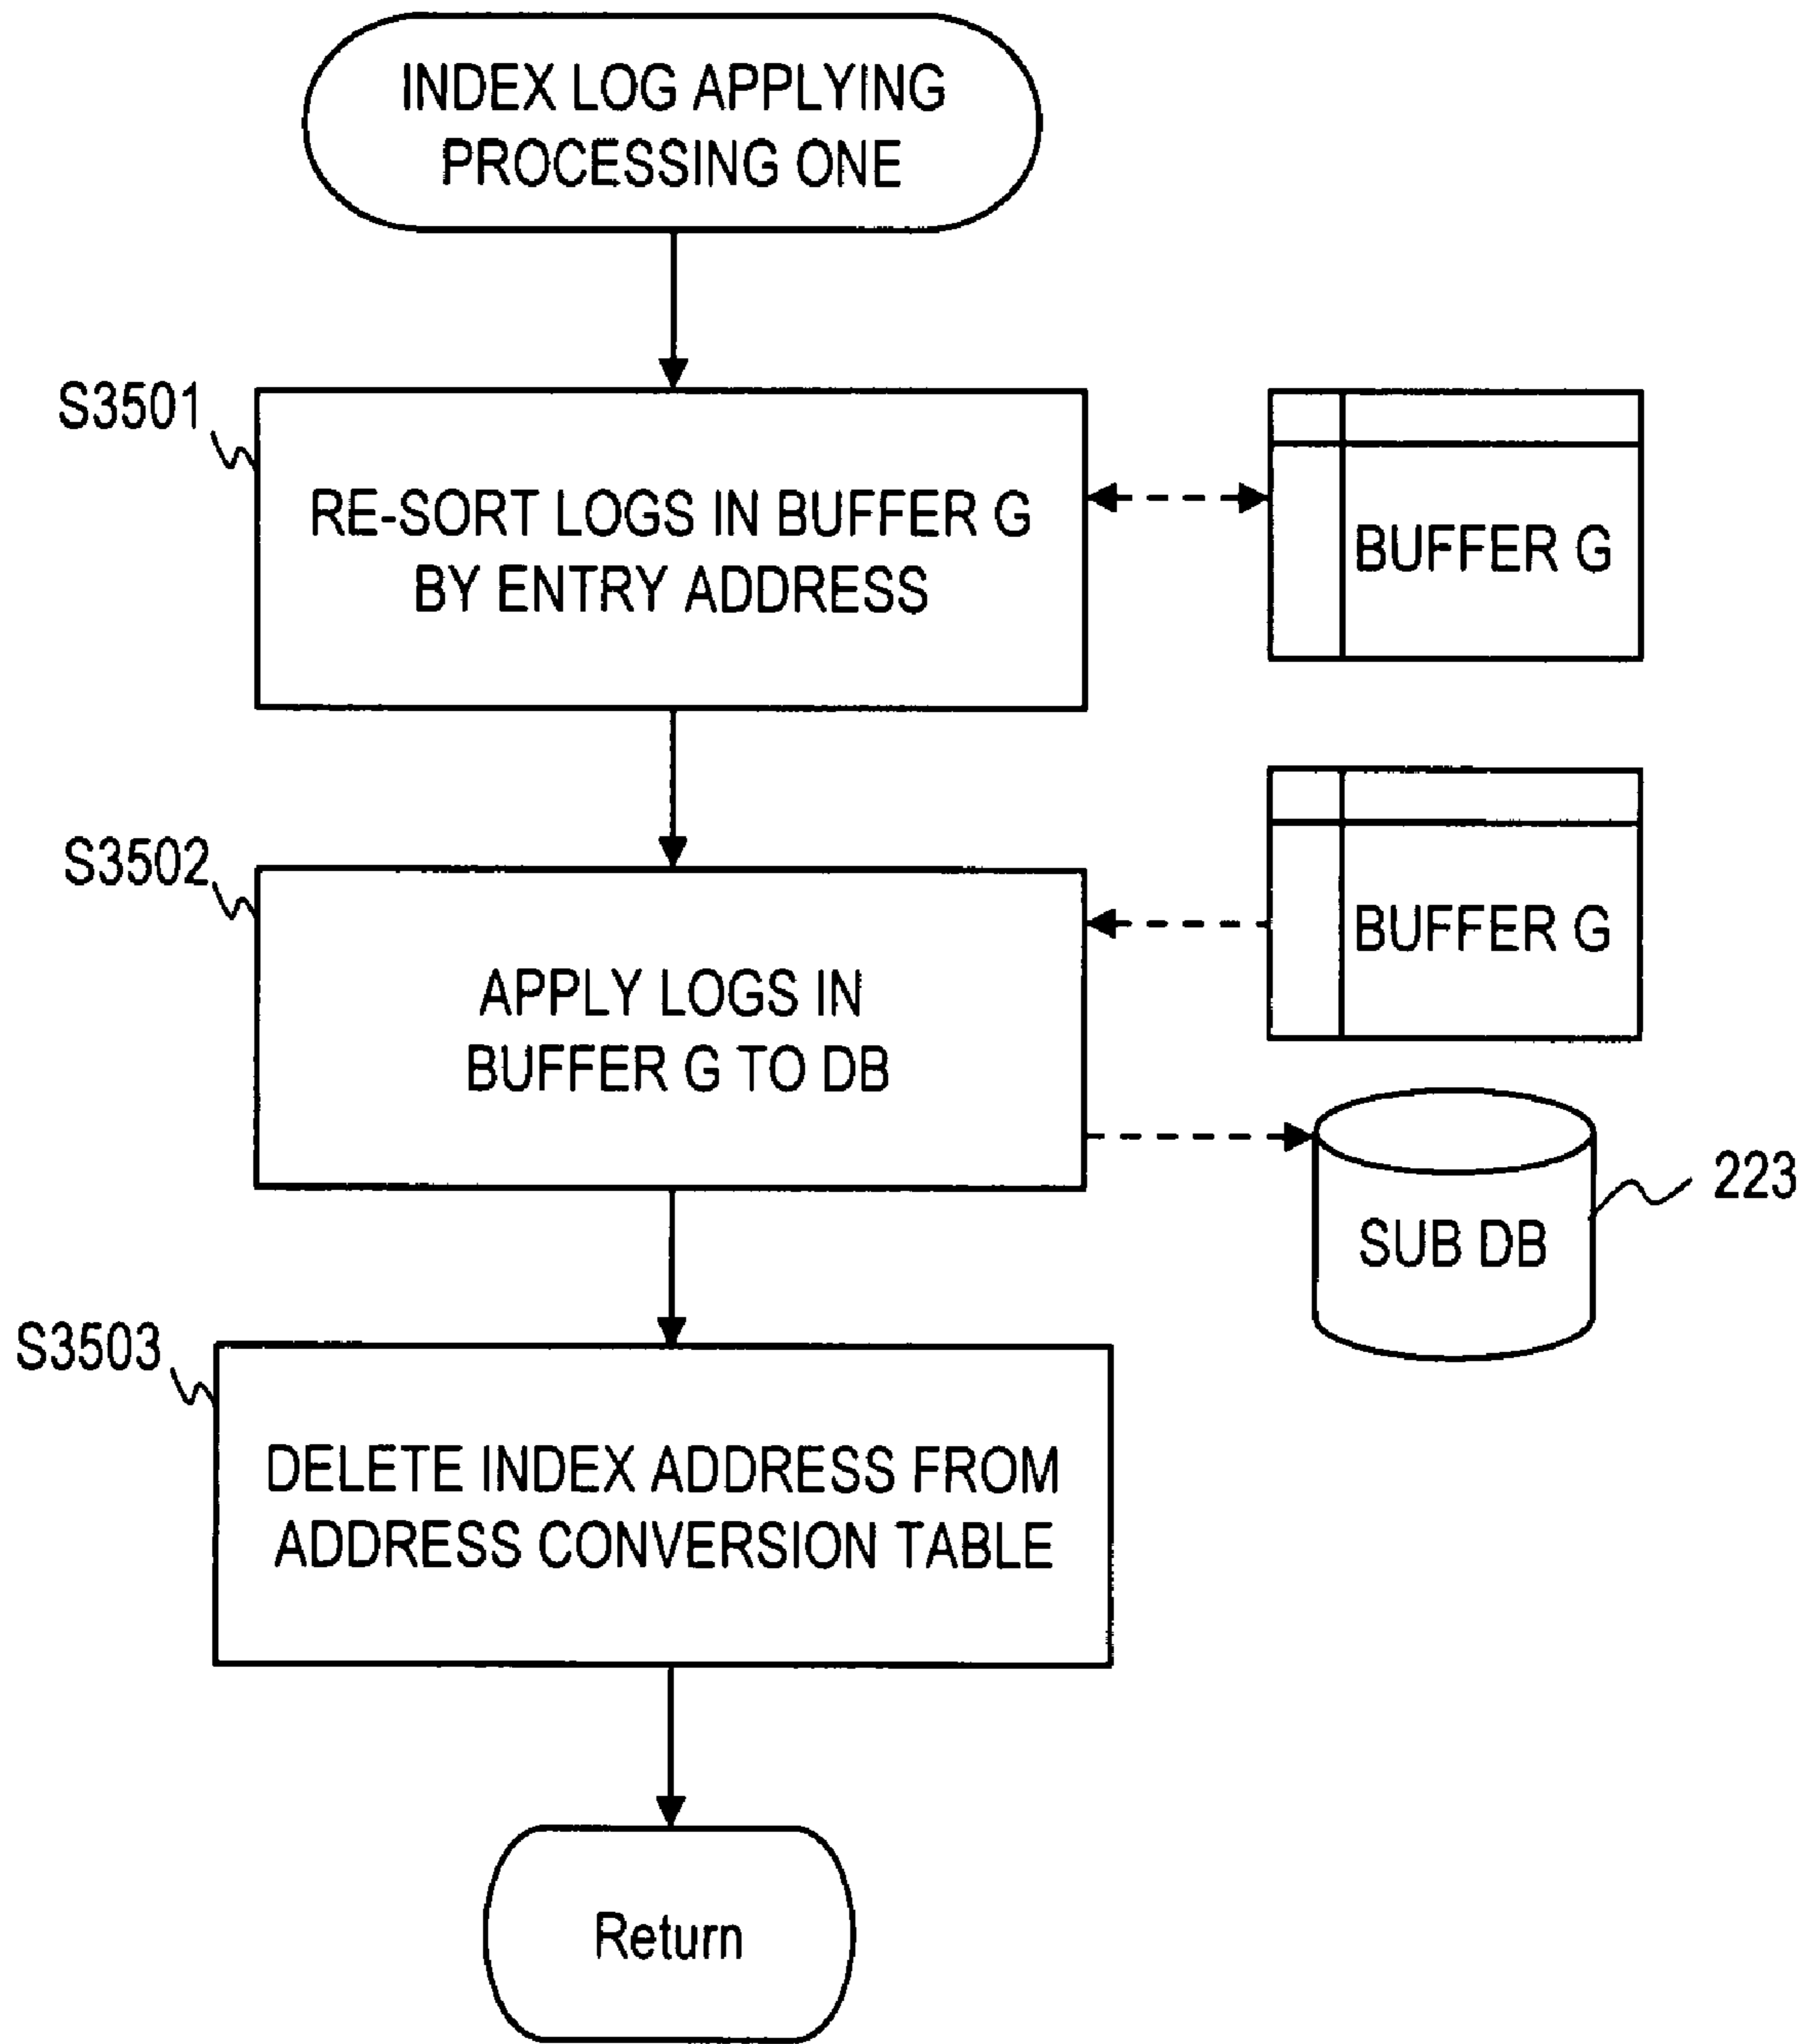 INDEX LOG APPLYING
PROCESSING ONE
S3501
RE-SORT LOGS IN BUFFER G
BY ENTRY ADDRESS
BUFFER G
S3502
APPLY LOGS IN
BUFFER G TO DB
BUFFER G
SUB DB
223
S3503
DELETE INDEX ADDRESS FROM
ADDRESS CONVERSION TABLE
Return